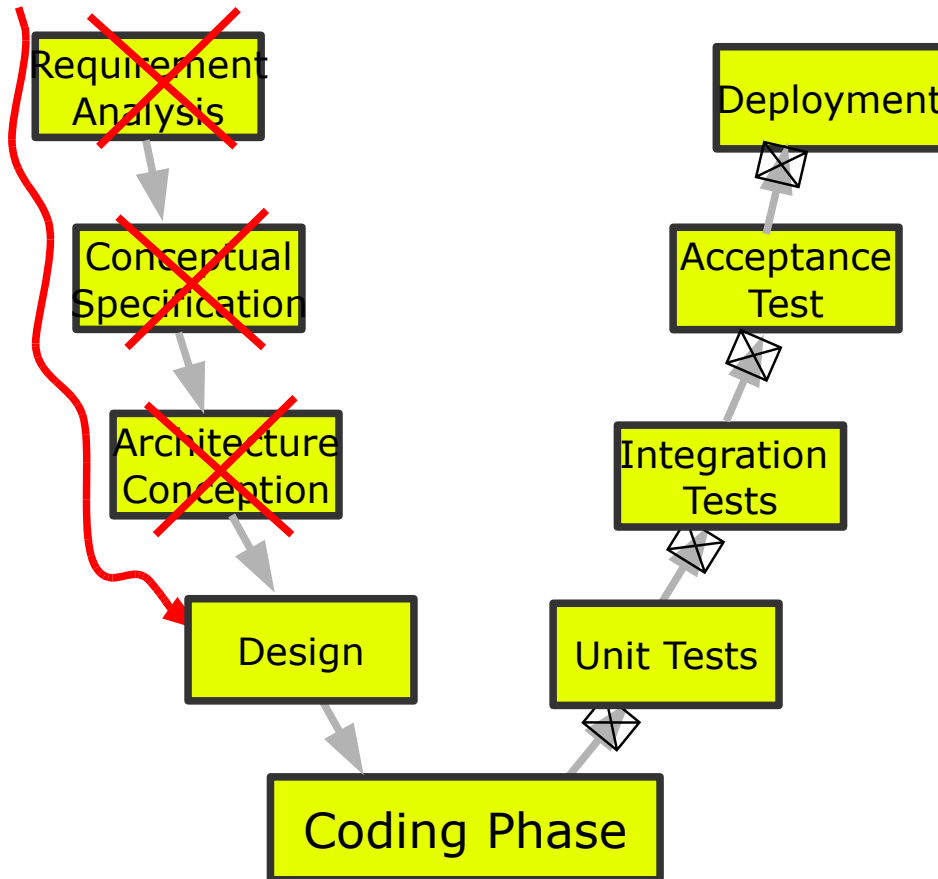 Requirement
Analysis
Conceptual
Specification
Architecture
Conception
Design
Coding Phase
Unit Tests
Integration
Tests
Acceptance
Test
Deployment